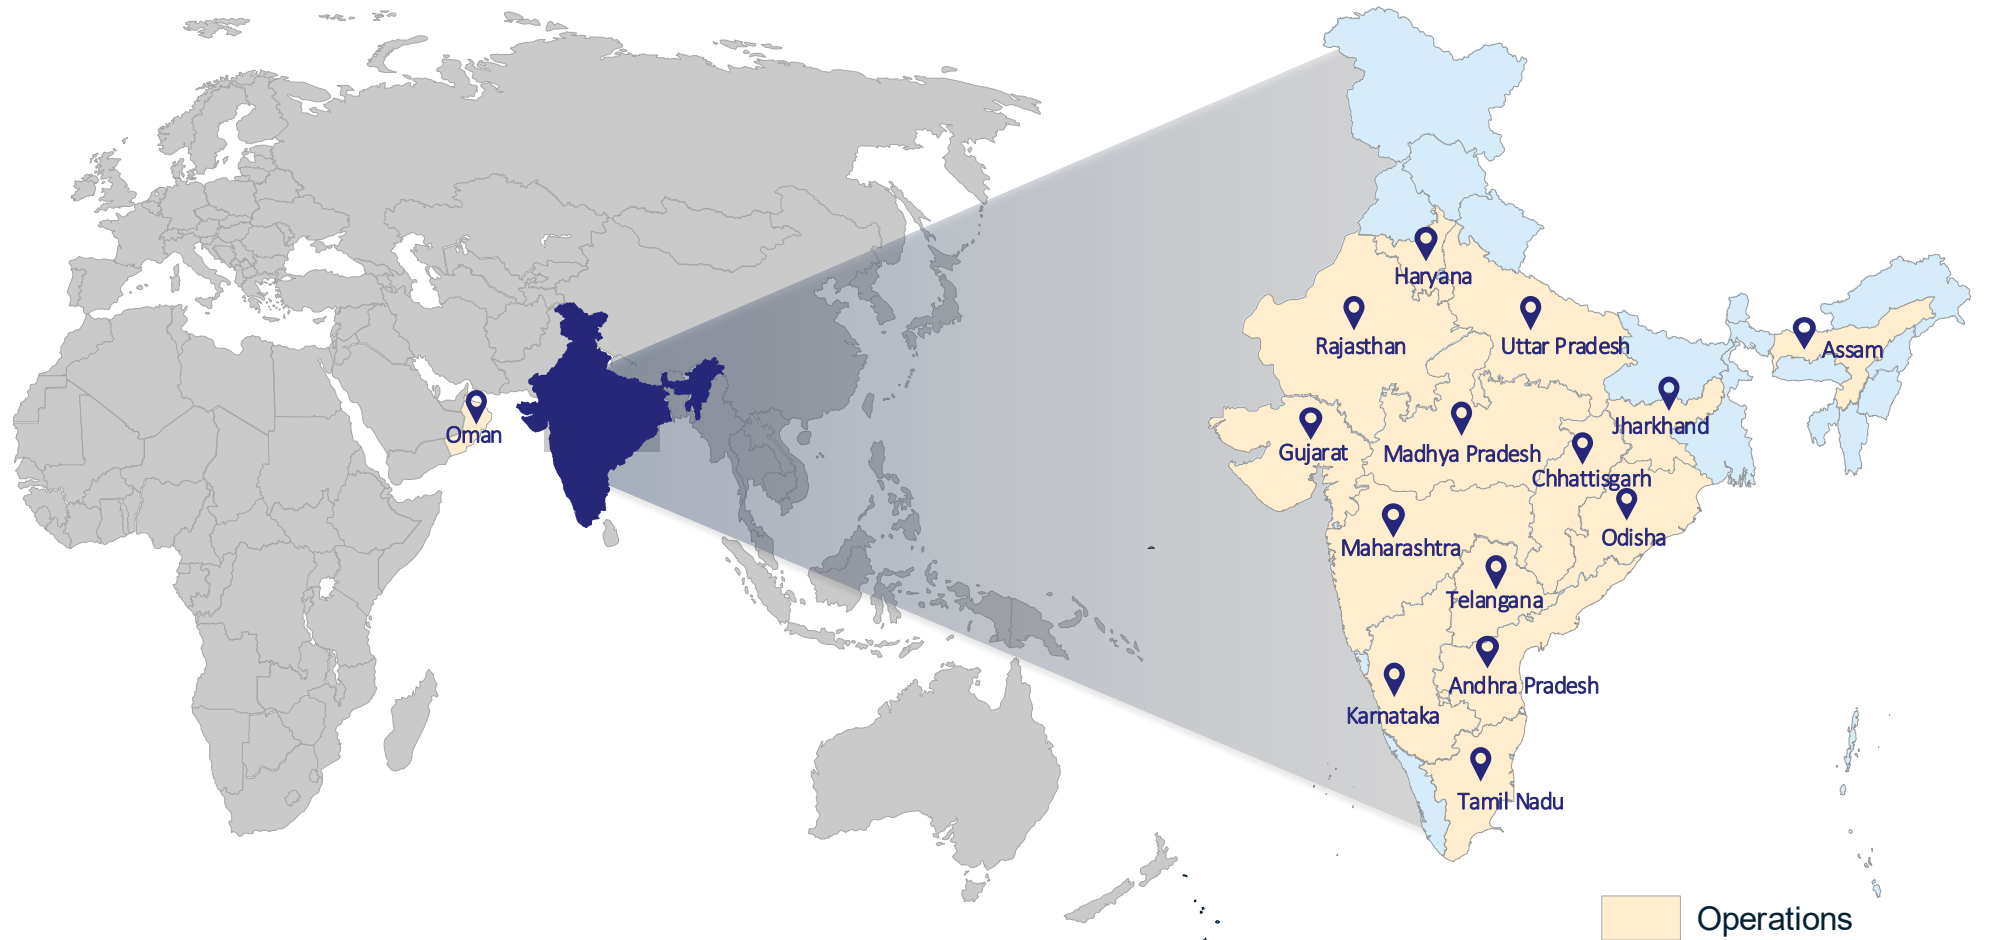 Haryana
Rajasthan
Uttar Pradesh
Assam
Oman
Jharkhand
Gujarat
Madhya Pradesh
Chhattisgarh
Odisha
Maharashtra
Telangana
Andhra Pradesh
Karnataka
Tamil Nadu
Operations